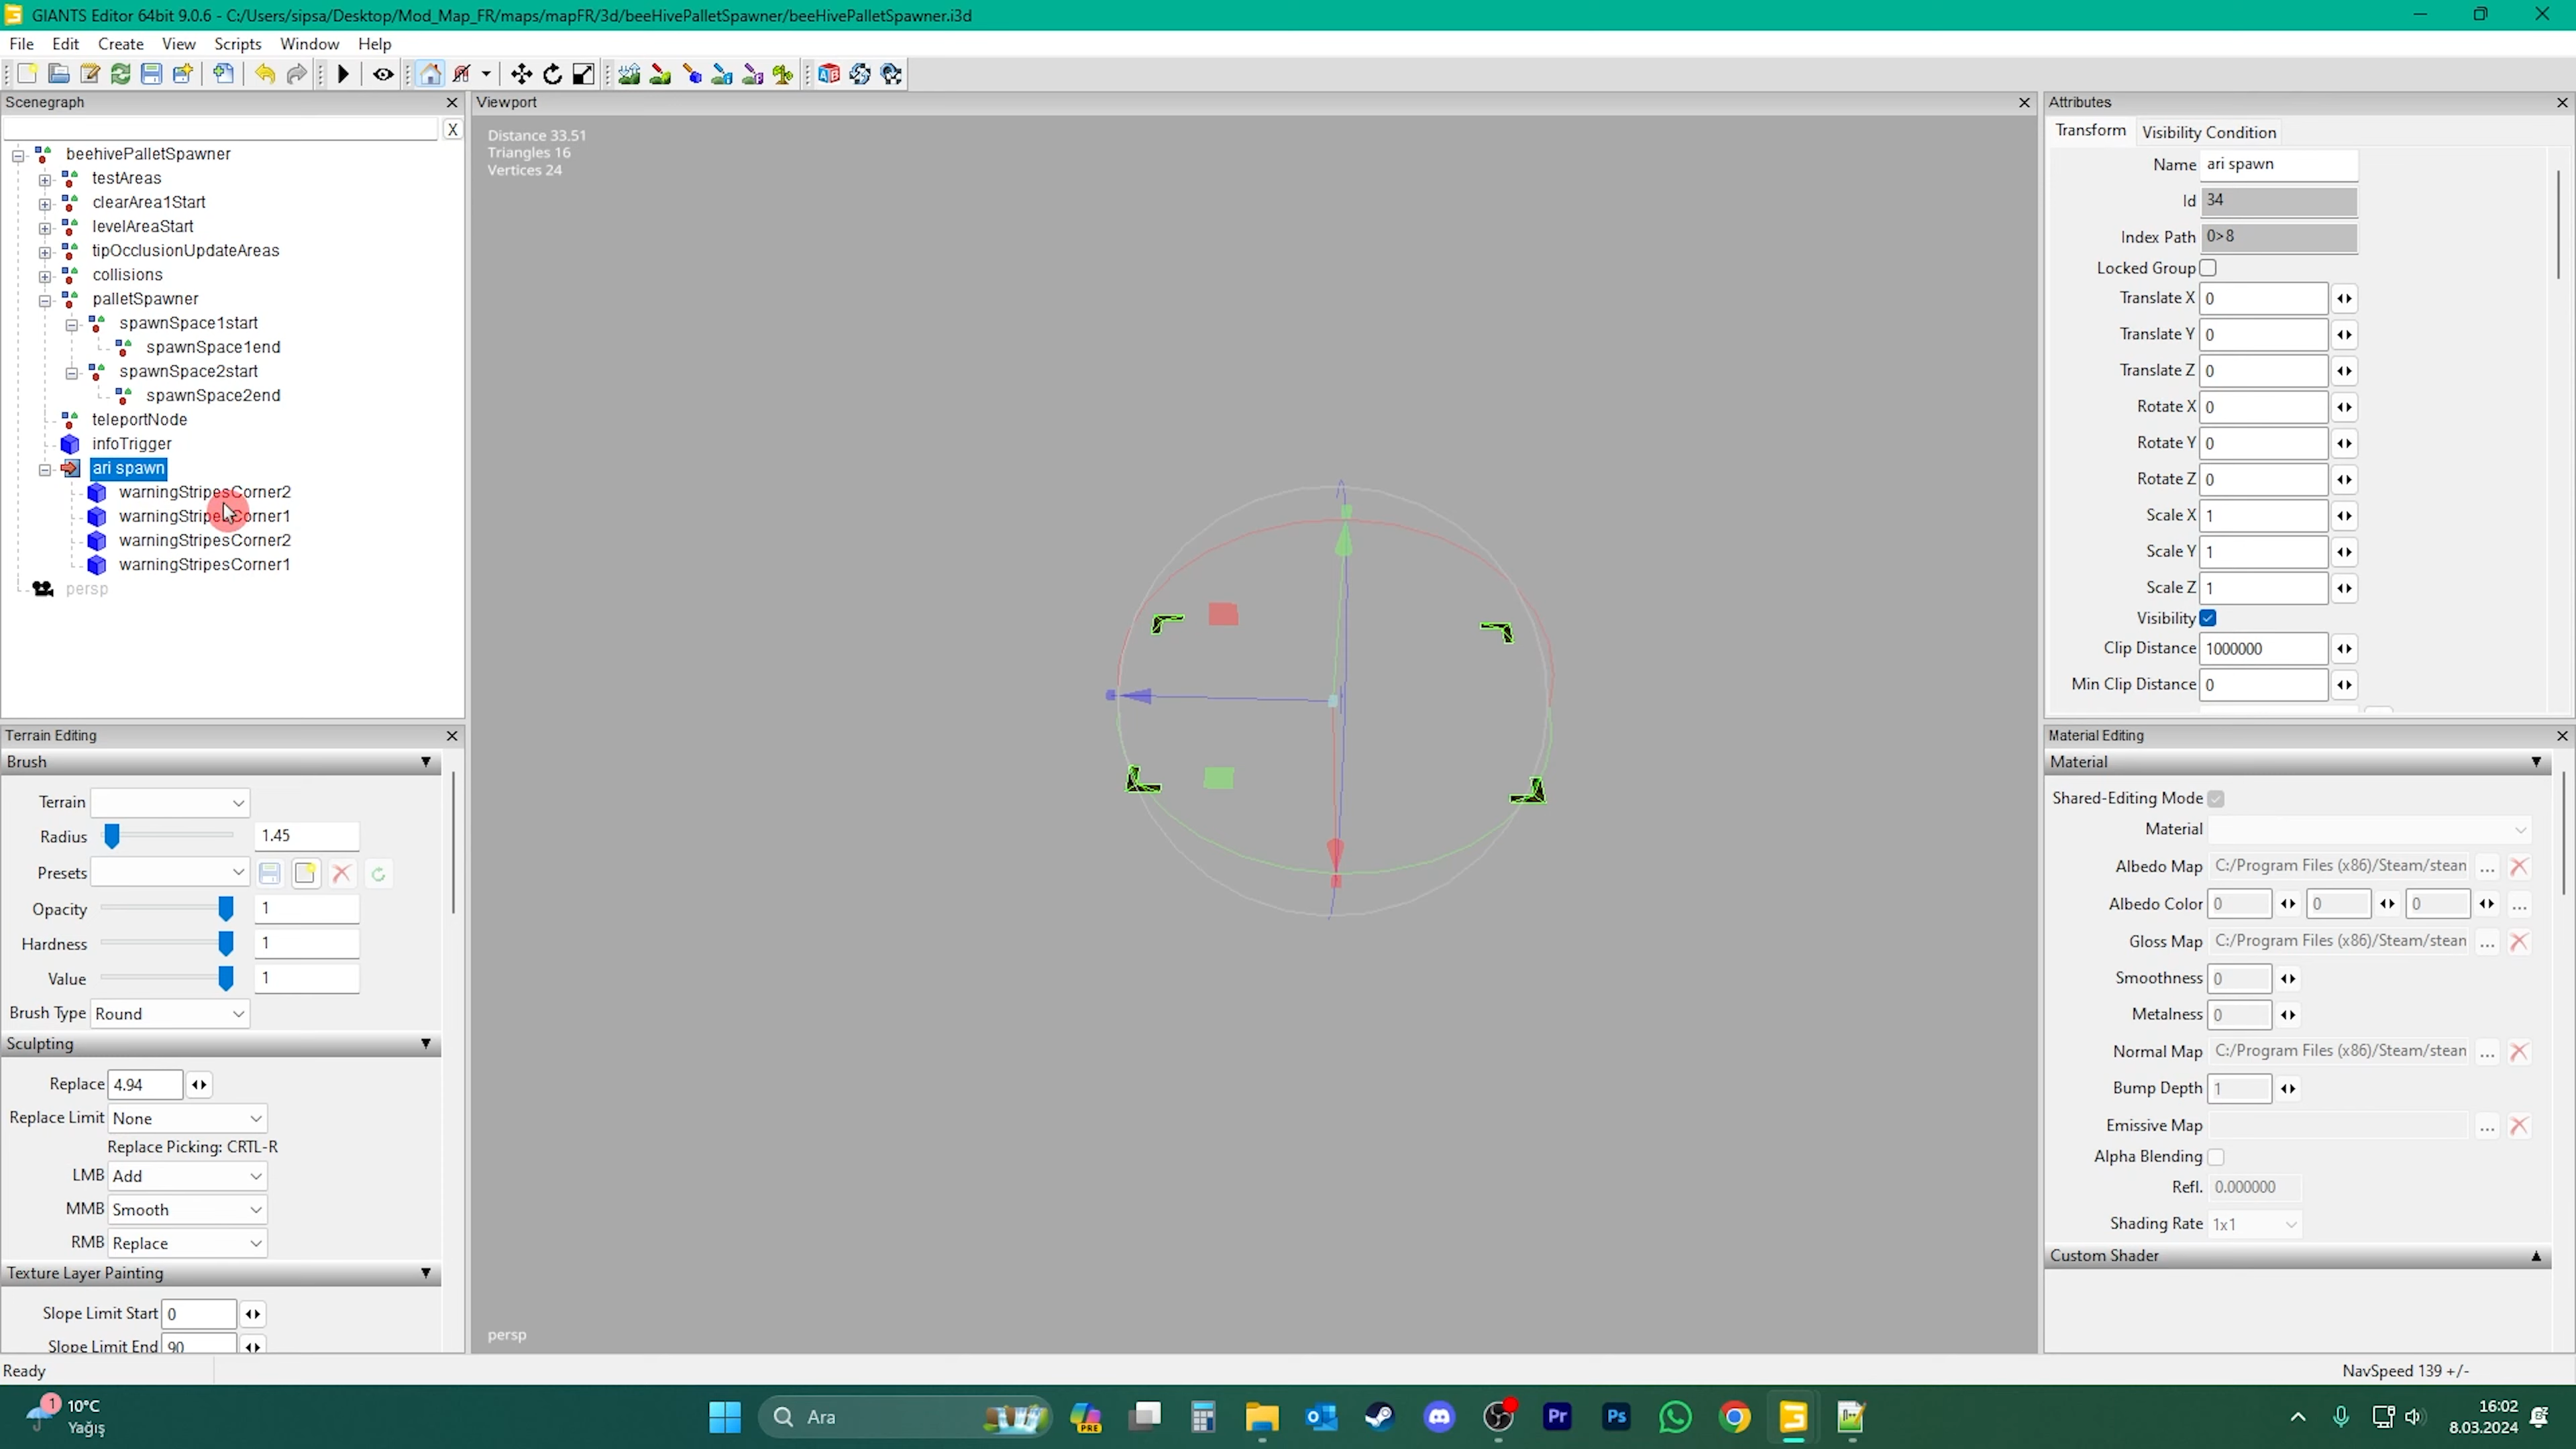 GIANTS Editor 64bit 9.0.6 - C:/Users/sipsa/Desktop/Mod_Map_FR/maps/mapFR/3d/beeHivePalletSpawner/beeHivePalletSpawner.i3d
File Edit Create View Scripts Window Help
Scenegraph
X
beehivePalletSpawner
testAreas
clearArea1Start
levelAreaStart
tipOcclusionUpdateAreas
collisions
palletSpawner
spawnSpace1start
spawnSpace1end
spawnSpace2start
spawnSpace2end
teleportNode
infoTrigger
ari spawn
warningStripesCorner2
warningStripesCorner1
warningStripesCorner2
warningStripesCorner1
persp
Viewport
Distance 33.51
Triangles 16
Vertices 24
persp
Attributes
Transform Visibility Condition
Name ari spawn
Id 34
Index Path 0>8
Locked Group
Translate X 0
Translate Y 0
Translate Z 0
Rotate X 0
Rotate Y 0
Rotate Z 0
Scale X 1
Scale Y 1
Scale Z 1
Visibility
Clip Distance 1000000
Min Clip Distance 0
Terrain Editing
Brush
Terrain
Radius 1.45
Presets
Opacity 1
Hardness 1
Value 1
Brush Type Round
Sculpting
Replace 4.94
Replace Limit None
Replace Picking: CRTL-R
LMB Add
MMB Smooth
RMB Replace
Texture Layer Painting
Slope Limit Start 0
Slope Limit End 90
Material Editing
Material
Shared-Editing Mode
Material
Albedo Map C:/Program Files (x86)/Steam/stean ...
Albedo Color 0 0 0 ...
Gloss Map C:/Program Files (x86)/Steam/stean ...
Smoothness 0
Metalness 0
Normal Map C:/Program Files (x86)/Steam/stean ...
Bump Depth 1
Emissive Map ...
Alpha Blending
Refl. 0.000000
Shading Rate 1x1
Custom Shader
Ready
NavSpeed 139 +/-
1
10°C
Yağış
Ara
PRE
Pr
Ps
16:02
8.03.2024